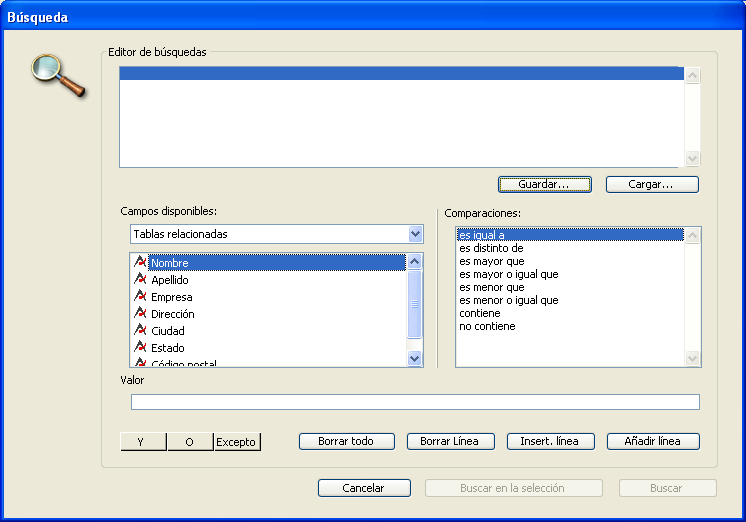 Búsqueda
Editor de búsquedas
Guardar...
Cargar...
Campos disponibles:
Tablas relacionadas
Nombre
Apellido
Empresa
Dirección
Ciudad
Estado
Código postal
Comparaciones:
es igual a
es distinto de
es mayor que
es mayor o igual que
es menor que
es menor o igual que
contiene
no contiene
Valor
Y
O
Excepto
Borrar todo
Borrar Línea
Insert. línea
Añadir línea
Cancelar
Buscar en la selección
Buscar